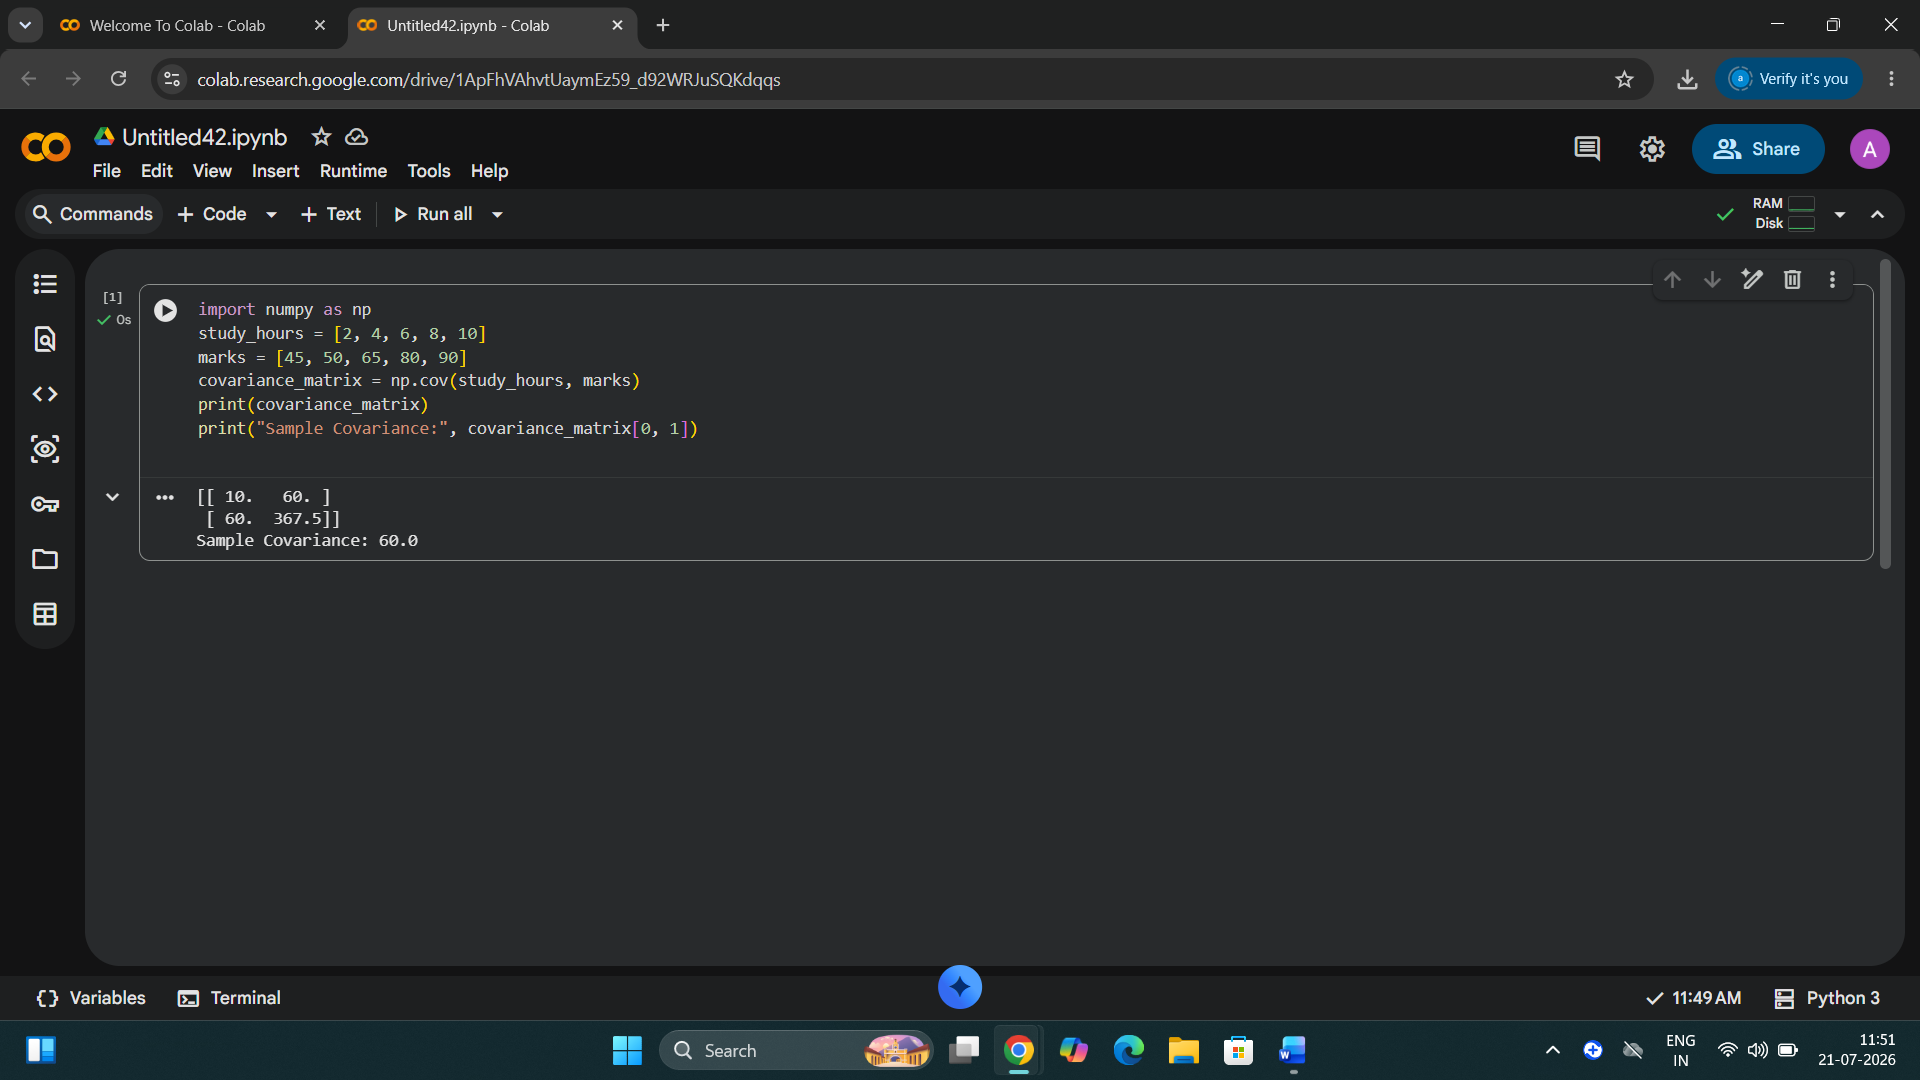 Welcome To Colab - Colab
Untitled42.ipynb - Colab
colab.research.google.com/drive/1ApFhVAhvtUaymEz59_d92WRJuSQKdqqs
a
Verify it's you
Untitled42.ipynb
File Edit View Insert Runtime Tools Help
Share
A
Commands + Code + Text Run all
RAM
Disk
[1]
0s
import numpy as np
study_hours = [2, 4, 6, 8, 10]
marks = [45, 50, 65, 80, 90]
covariance_matrix = np.cov(study_hours, marks)
print(covariance_matrix)
print("Sample Covariance:", covariance_matrix[0, 1])
[[ 10.   60. ]
 [ 60.  367.5]]
Sample Covariance: 60.0
{} Variables
Terminal
11:49 AM
Python 3
Search
W
ENG
IN
11:51
21-07-2026